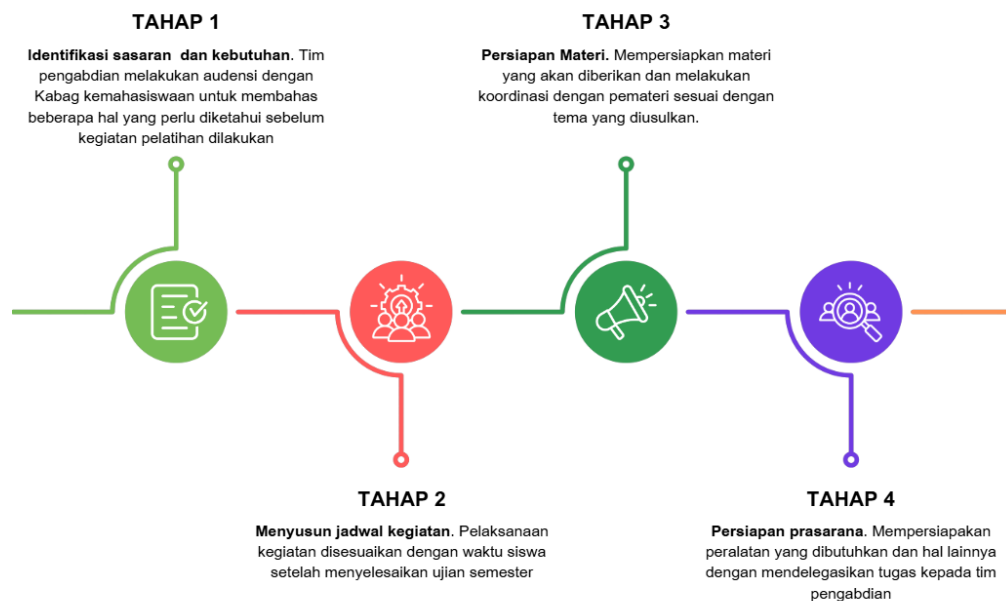 TAHAP 1
Identifikasi sasaran  dan kebutuhan. Tim
pengabdian melakukan audensi dengan
Kabag kemahasiswaan untuk membahas
beberapa hal yang perlu diketahui sebelum
kegiatan pelatihan dilakukan
TAHAP 2
Menyusun jadwal kegiatan. Pelaksanaan
kegiatan disesuaikan dengan waktu siswa
setelah menyelesaikan ujian semester
TAHAP 3
Persiapan Materi. Mempersiapkan materi
yang akan diberikan dan melakukan
koordinasi dengan pemateri sesuai dengan
tema yang diusulkan.
TAHAP 4
Persiapan prasarana. Mempersiapakan
peralatan yang dibutuhkan dan hal lainnya
dengan mendelegasikan tugas kepada tim
pengabdian